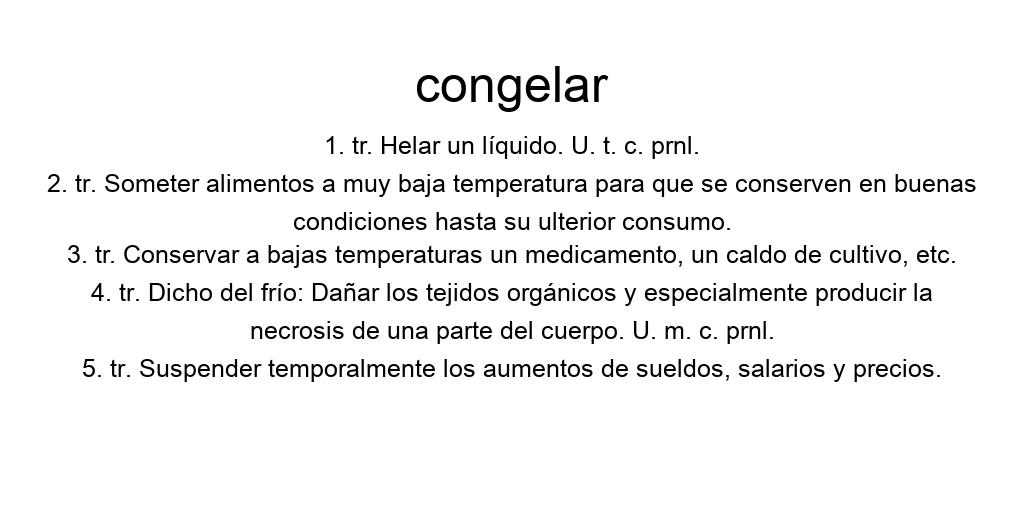 congelar
1. tr. Helar un líquido. U. t. c. prnl.
2. tr. Someter alimentos a muy baja temperatura para que se conserven en buenas
condiciones hasta su ulterior consumo.
3. tr. Conservar a bajas temperaturas un medicamento, un caldo de cultivo, etc.
4. tr. Dicho del frío: Dañar los tejidos orgánicos y especialmente producir la
necrosis de una parte del cuerpo. U. m. c. prnl.
5. tr. Suspender temporalmente los aumentos de sueldos, salarios y precios.